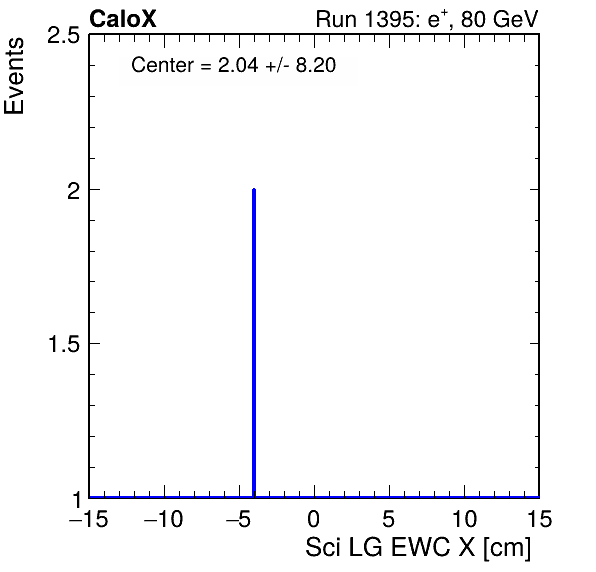 CaloX
Run 1395: e⁺, 80 GeV
Center = 2.04 +/- 8.20
Events
2.5
2
1.5
1
−15
−10
−5
0
5
10
15
Sci LG EWC X [cm]